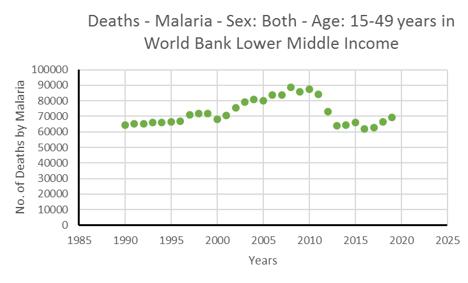 Deaths - Malaria - Sex: Both - Age: 15-49 years in
World Bank Lower Middle Income
No. of Deaths by Malaria
100000
90000
80000
70000
60000
50000
40000
30000
20000
10000
0
1985 1990 1995 2000 2005 2010 2015 2020 2025
Years